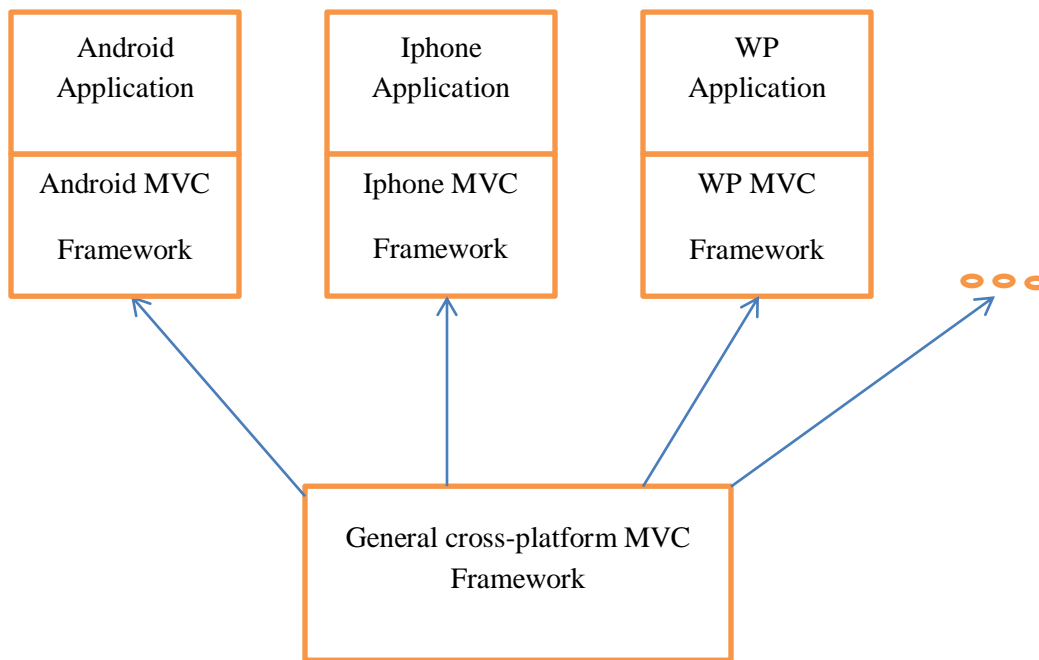 Android
Application
Iphone
Application
WP
Application
Android MVC
Framework
Iphone MVC
Framework
WP MVC
Framework
General cross-platform MVC
Framework